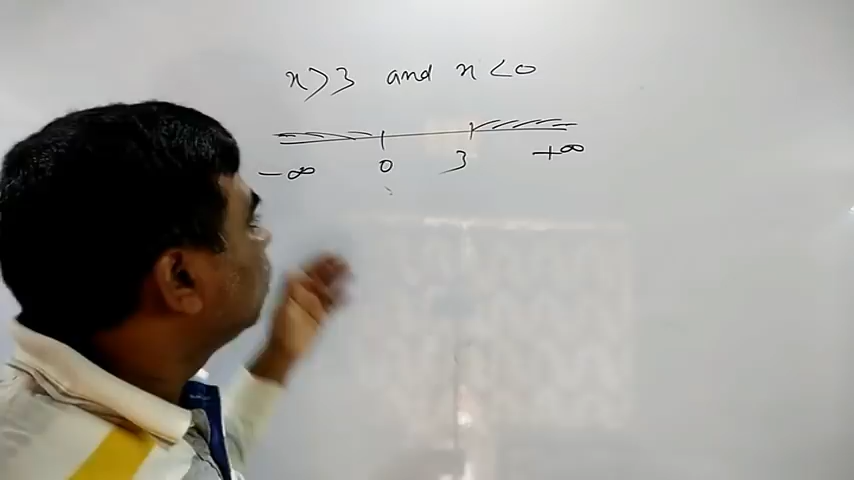 x > 3 and x < 0
-∞ 0 3 +∞